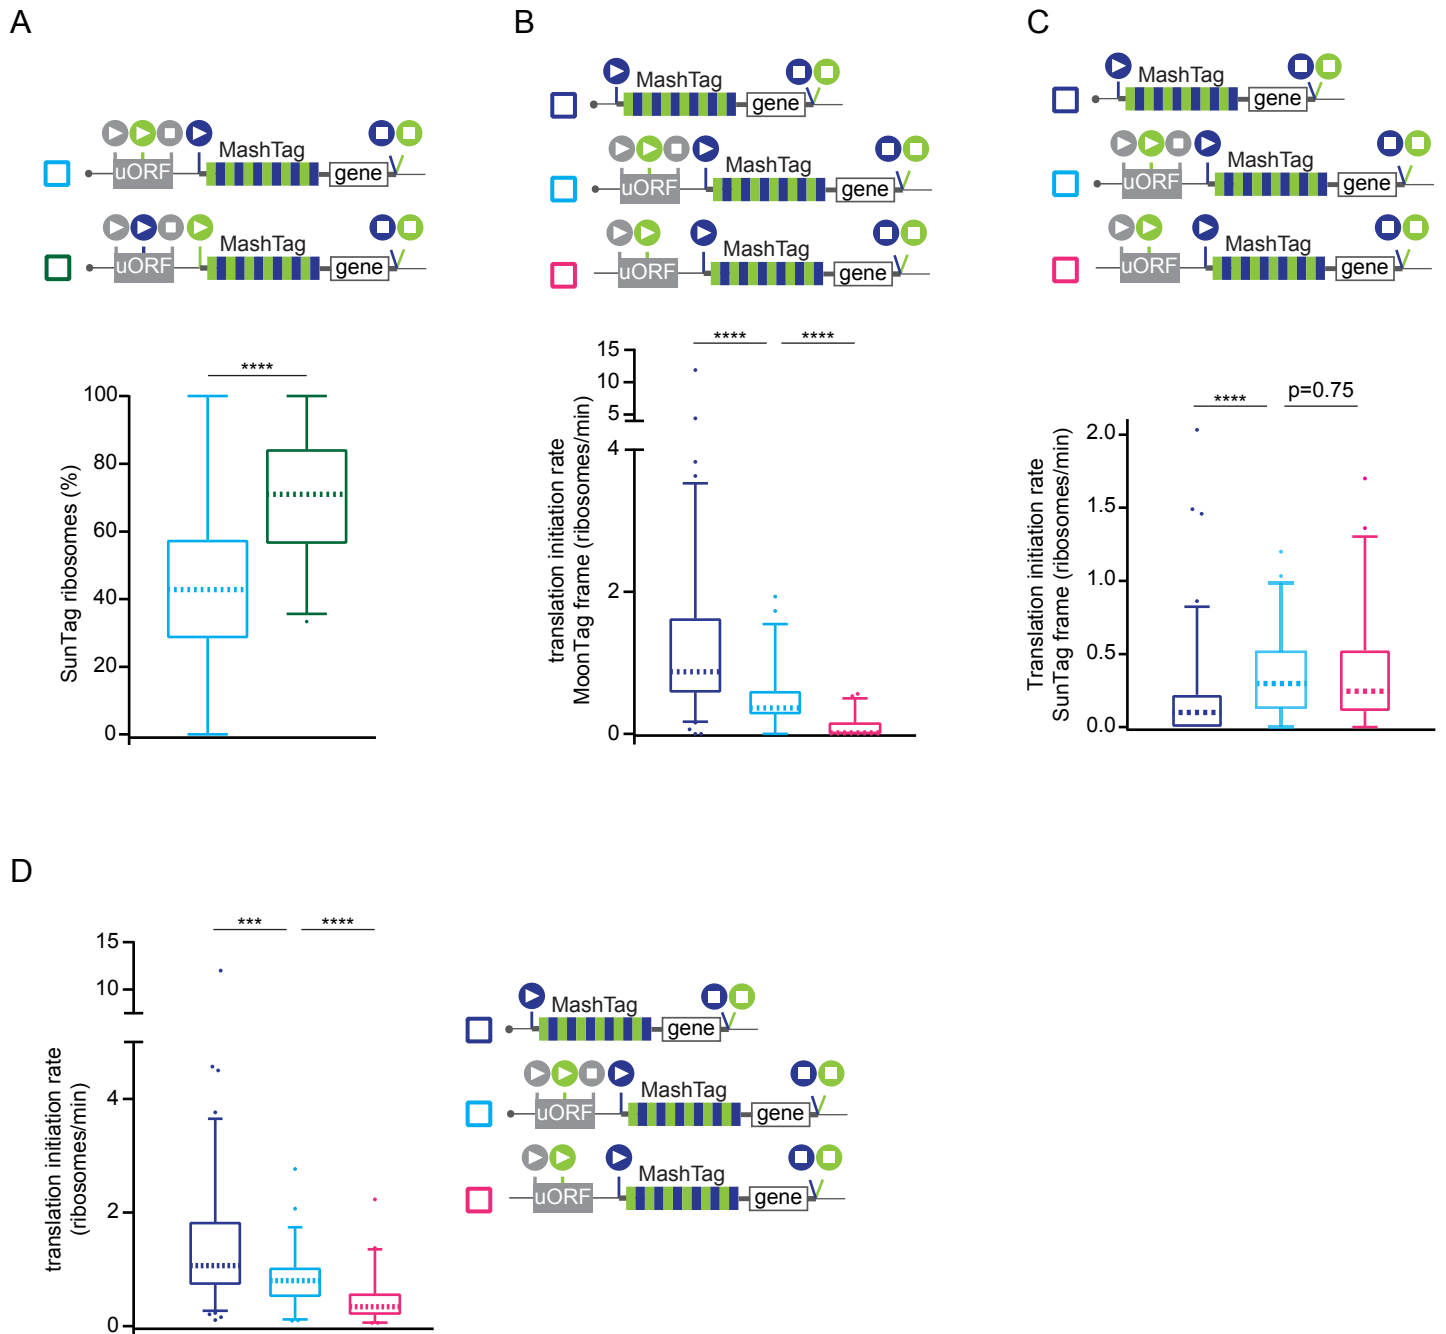 A
uORF MashTag gene
uORF MashTag gene
****
SunTag ribosomes (%)
100
80
60
40
20
0
B
MashTag gene
uORF MashTag gene
uORF MashTag gene
**** ****
translation initiation rate
MoonTag frame (ribosomes/min)
15
10
5
4
2
0
C
MashTag gene
uORF MashTag gene
uORF MashTag gene
**** p=0.75
Translation initiation rate
SunTag frame (ribosomes/min)
2.0
1.5
1.0
0.5
0.0
D
*** ****
translation initiation rate
(ribosomes/min)
15
10
4
2
0
MashTag gene
uORF MashTag gene
uORF MashTag gene